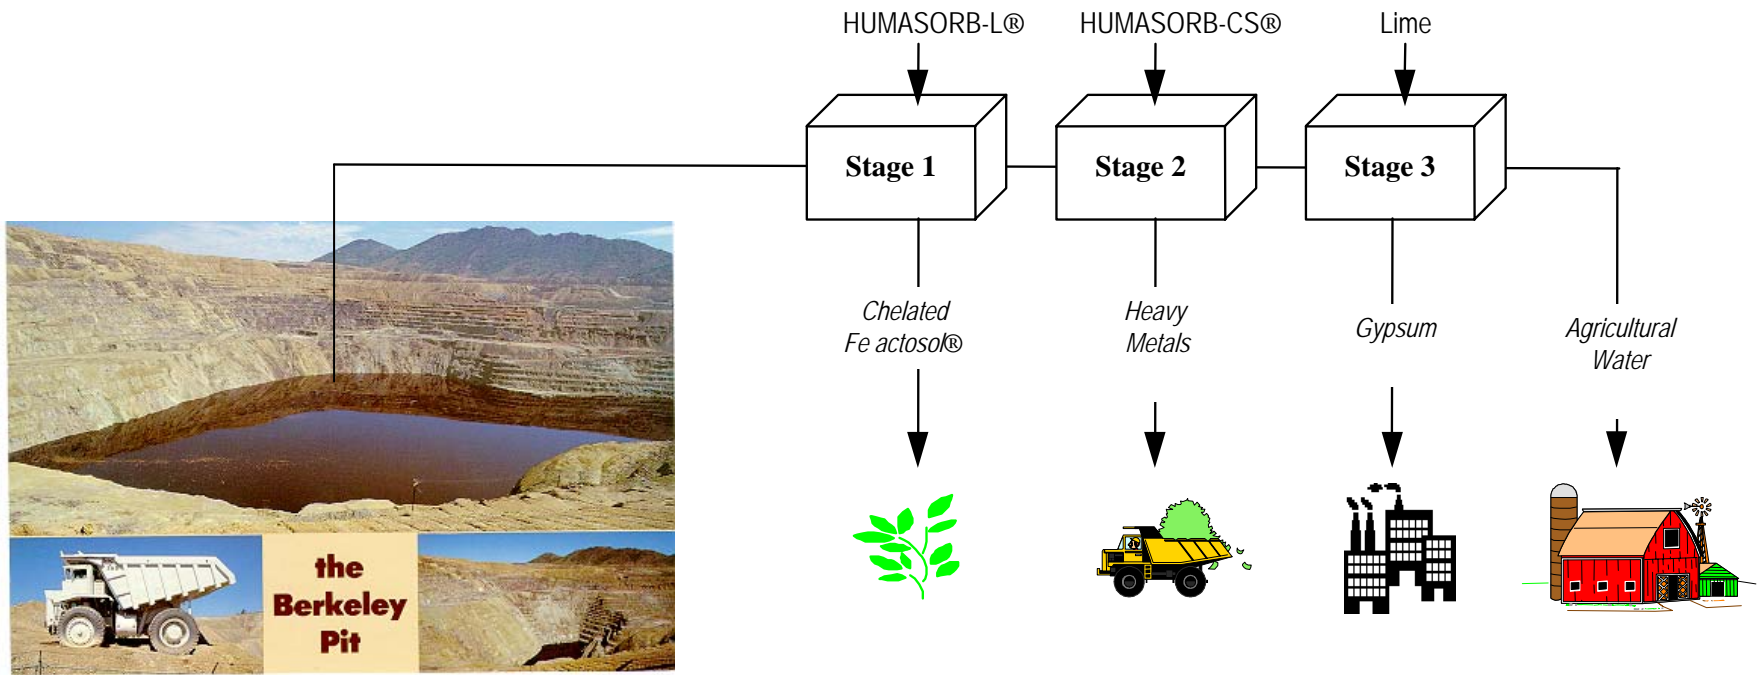 HUMASORB-L®
HUMASORB-CS®
Lime
Stage 1
Stage 2
Stage 3
Chelated
Fe actosol®
Heavy
Metals
Gypsum
Agricultural
Water
the
Berkeley
Pit